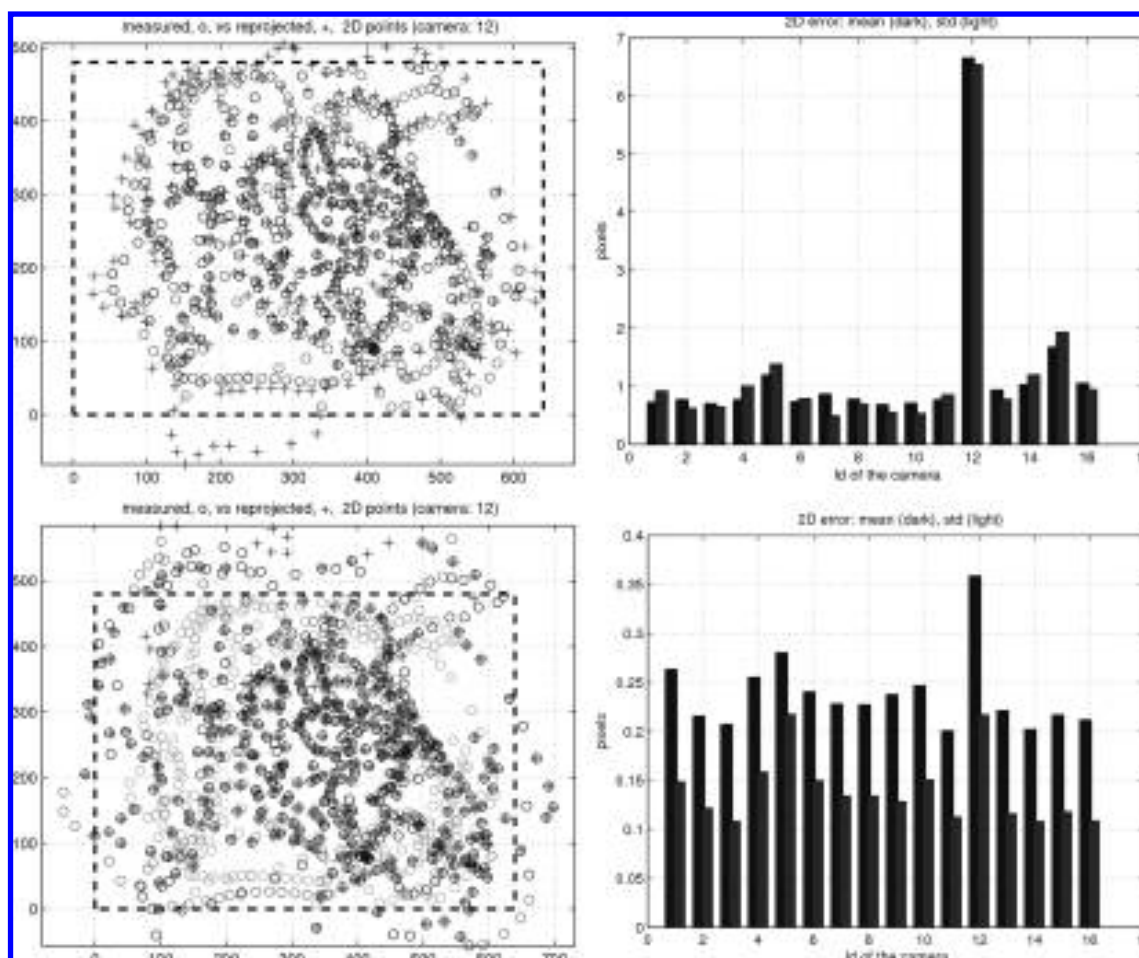 measured, o, vs reprojected, +, 2D points (camera: 12)
500
400
300
200
100
0
0 100 200 300 400 500 600
2D error: mean (dark), std (light)
7
6
5
4
3
2
1
0
pixels
0 2 4 6 8 10 12 14 16 18
Id of the camera
measured, o, vs reprojected, +, 2D points (camera: 12)
500
400
300
200
100
0
0 100 200 300 400 500 600 700
2D error: mean (dark), std (light)
0.4
0.35
0.3
0.25
0.2
0.15
0.1
0.05
0
pixels
0 2 4 6 8 10 12 14 16 18
Id of the camera